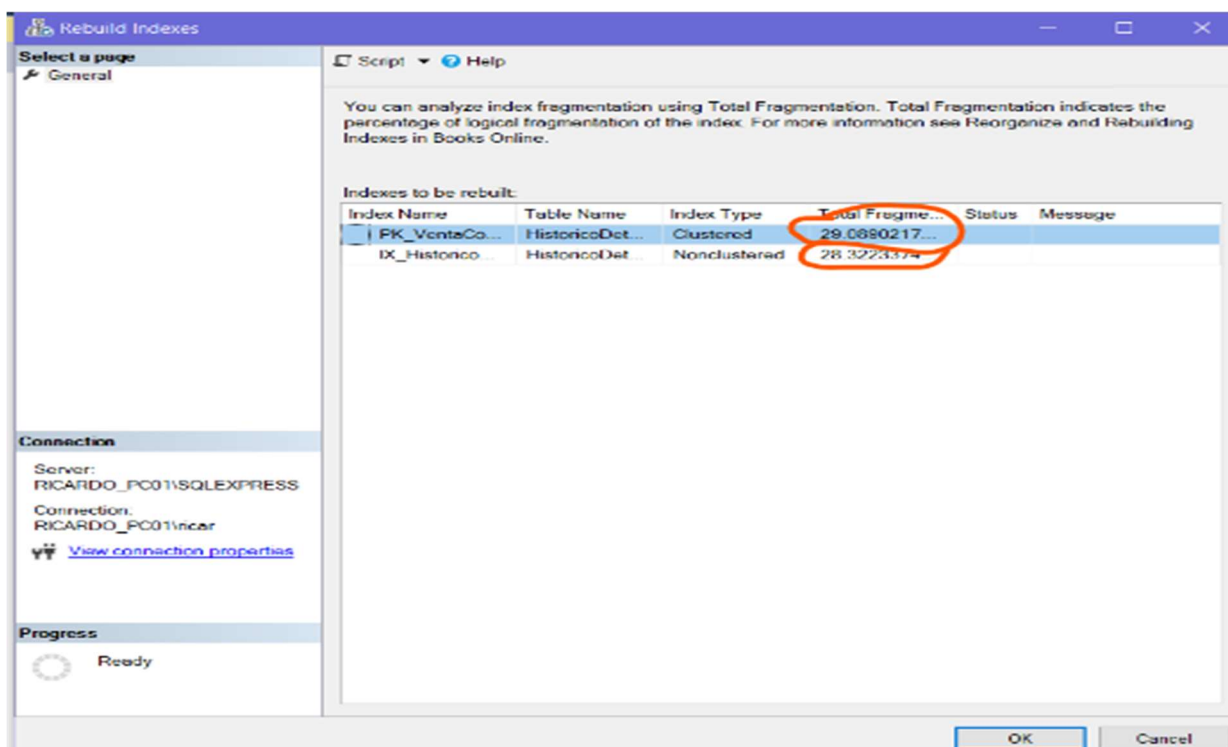 Rebuild Indexes
Select a page
General
Script Help
You can analyze index fragmentation using Total Fragmentation. Total Fragmentation indicates the
percentage of logical fragmentation of the index. For more information see Reorganize and Rebuilding
Indexes in Books Online.
Indexes to be rebuilt:
Index Name Table Name Index Type Total Fragme... Status Message
PK_VentaCo... HistoricoDet... Clustered 29.0890217...
IX_Historico... HistoricoDet... Nonclustered 28.3223374
Connection
Server:
RICARDO_PC01\SQLEXPRESS
Connection:
RICARDO_PC01\ricar
View connection properties
Progress
Ready
OK Cancel